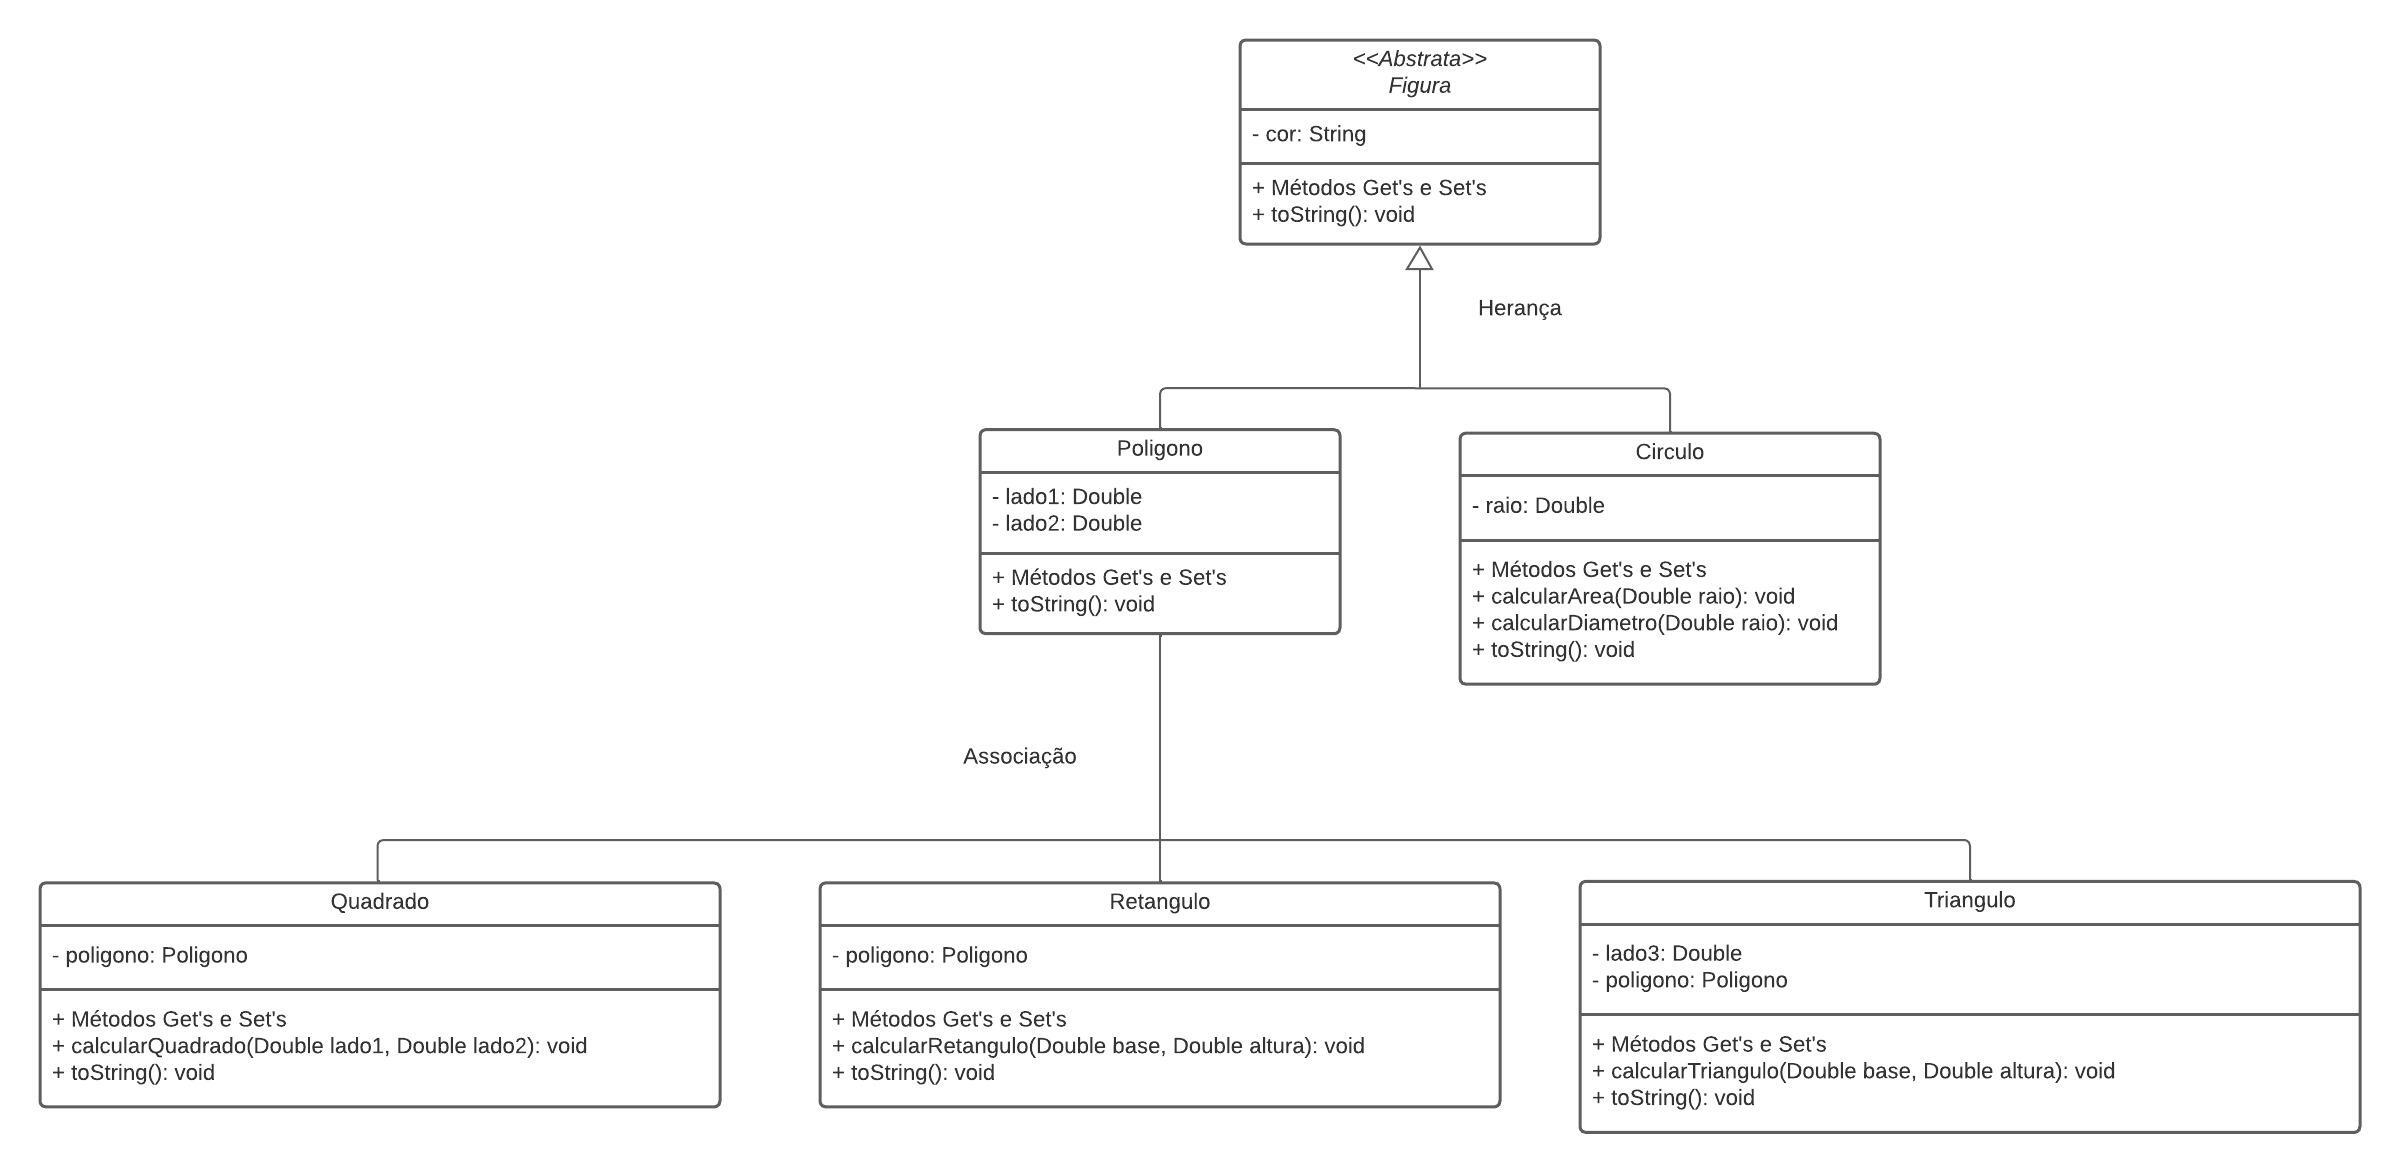 <<Abstrata>>
Figura
- cor: String
+ Métodos Get's e Set's
+ toString(): void
Herança
Poligono
- lado1: Double
- lado2: Double
+ Métodos Get's e Set's
+ toString(): void
Circulo
- raio: Double
+ Métodos Get's e Set's
+ calcularArea(Double raio): void
+ calcularDiametro(Double raio): void
+ toString(): void
Associação
Quadrado
- poligono: Poligono
+ Métodos Get's e Set's
+ calcularQuadrado(Double lado1, Double lado2): void
+ toString(): void
Retangulo
- poligono: Poligono
+ Métodos Get's e Set's
+ calcularRetangulo(Double base, Double altura): void
+ toString(): void
Triangulo
- lado3: Double
- poligono: Poligono
+ Métodos Get's e Set's
+ calcularTriangulo(Double base, Double altura): void
+ toString(): void